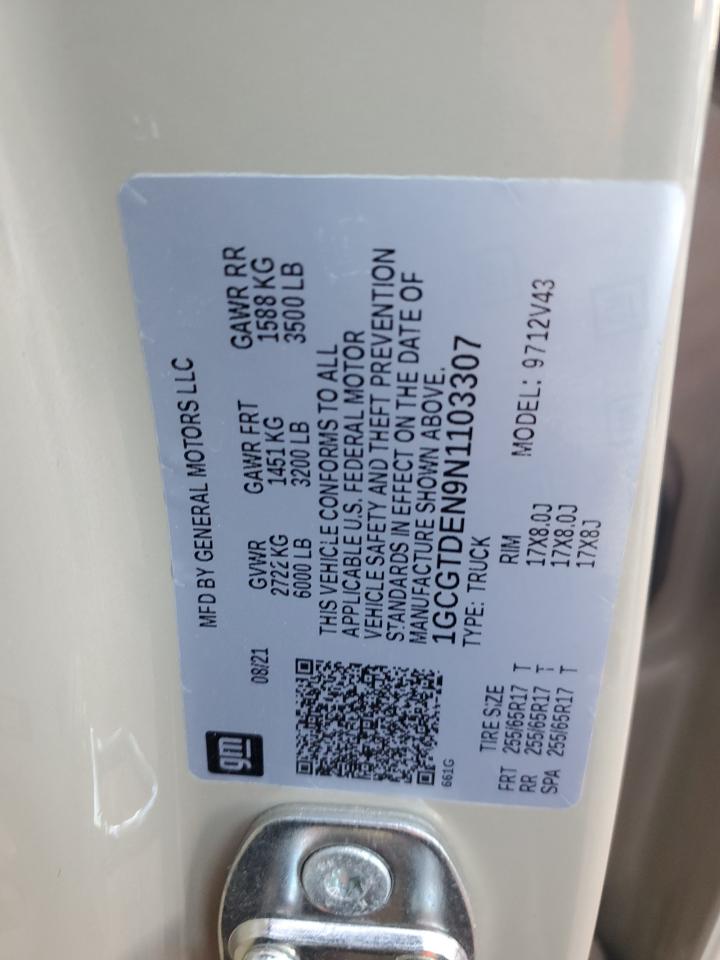 gm
08/21
MFD BY GENERAL MOTORS LLC
GVWR GAWR FRT GAWR RR
2722 KG 1451 KG 1588 KG
6000 LB 3200 LB 3500 LB
THIS VEHICLE CONFORMS TO ALL
APPLICABLE U.S. FEDERAL MOTOR
VEHICLE SAFETY AND THEFT PREVENTION
STANDARDS IN EFFECT ON THE DATE OF
MANUFACTURE SHOWN ABOVE.
1GCGTDEN9N1103307
661G
TYPE: TRUCK
MODEL: 9712V43
TIRE SIZE RIM
FRT 255/65R17 T 17X8.0J
RR 255/65R17 T 17X8.0J
SPA 255/65R17 T 17X8J